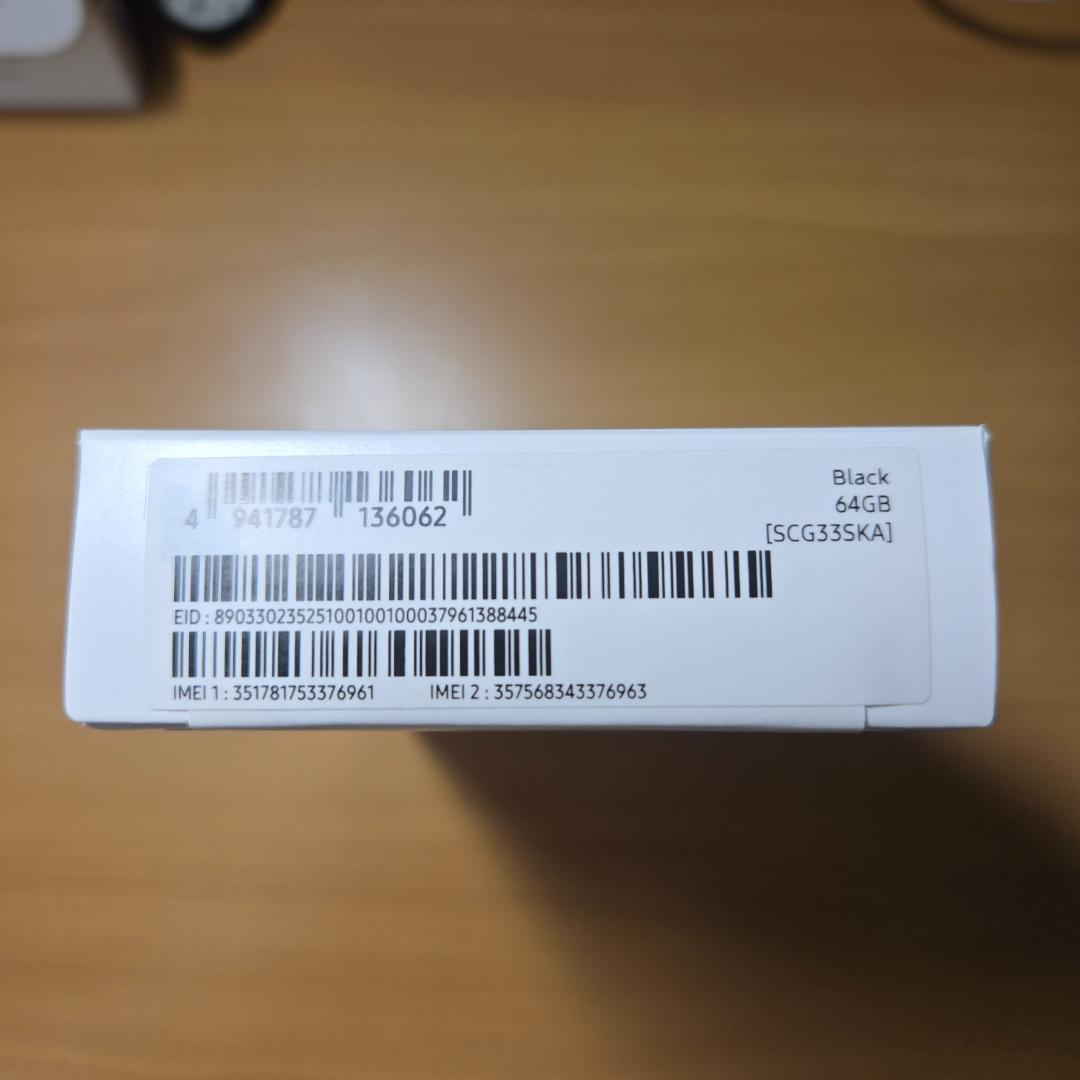 4 941787 136062
Black
64GB
[SCG33SKA]
EID : 89033023525100100100037961388445
IMEI 1 : 351781753376961 IMEI 2 : 357568343376963